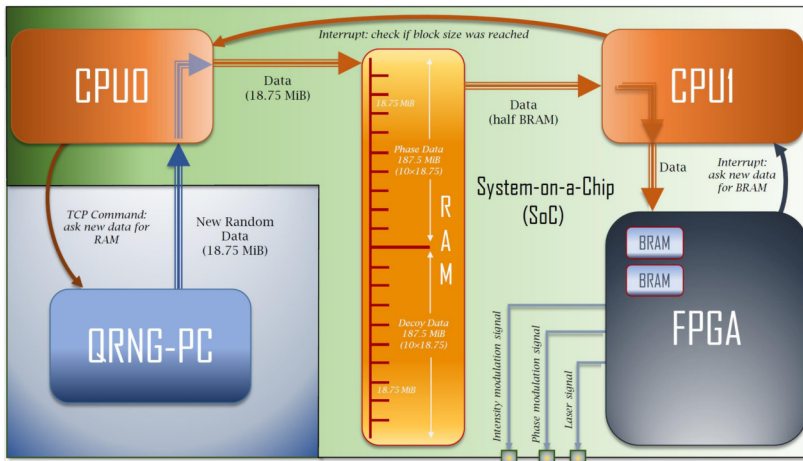 Interrupt: check if block size was reached
CPU0
Data
(18.75 MiB)
18.75 MiB
Phase Data
187.5 MiB
(10×18.75)
RAM
Decoy Data
187.5 MiB
(10×18.75)
18.75 MiB
Data
(half BRAM)
CPU1
Data
Interrupt:
ask new data
for BRAM
System-on-a-Chip
(SoC)
TCP Command:
ask new data for
RAM
New Random
Data
(18.75 MiB)
QRNG-PC
BRAM
BRAM
FPGA
Intensity modulation signal
Phase modulation signal
Laser signal